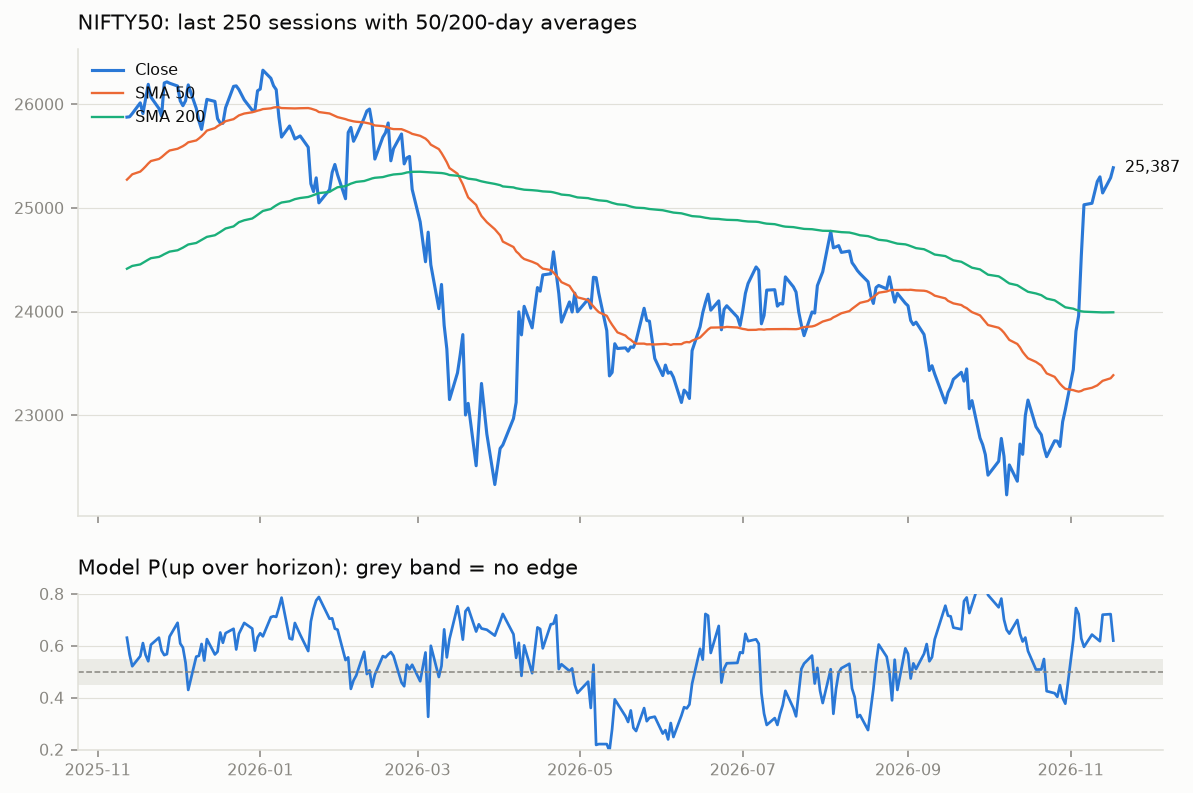 NIFTY50: last 250 sessions with 50/200-day averages
Close
SMA 50
SMA 200
26000
25000
24000
23000
25,387
Model P(up over horizon): grey band = no edge
0.8
0.6
0.4
0.2
2025-11 2026-01 2026-03 2026-05 2026-07 2026-09 2026-11